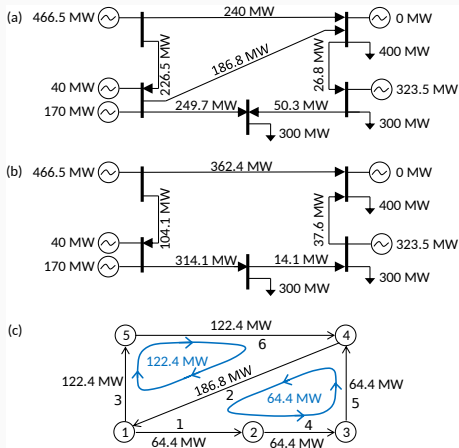 (a)
240 MW
466.5 MW
0 MW
226.5 MW
186.8 MW
26.8 MW
400 MW
40 MW
323.5 MW
170 MW
249.7 MW
50.3 MW
300 MW
300 MW
(b)
362.4 MW
466.5 MW
0 MW
104.1 MW
37.6 MW
400 MW
40 MW
323.5 MW
170 MW
314.1 MW
14.1 MW
300 MW
300 MW
(c)
122.4 MW
5
4
6
122.4 MW
122.4 MW
3
186.8 MW
2
64.4 MW
64.4 MW
5
1
1
2
4
3
64.4 MW
64.4 MW